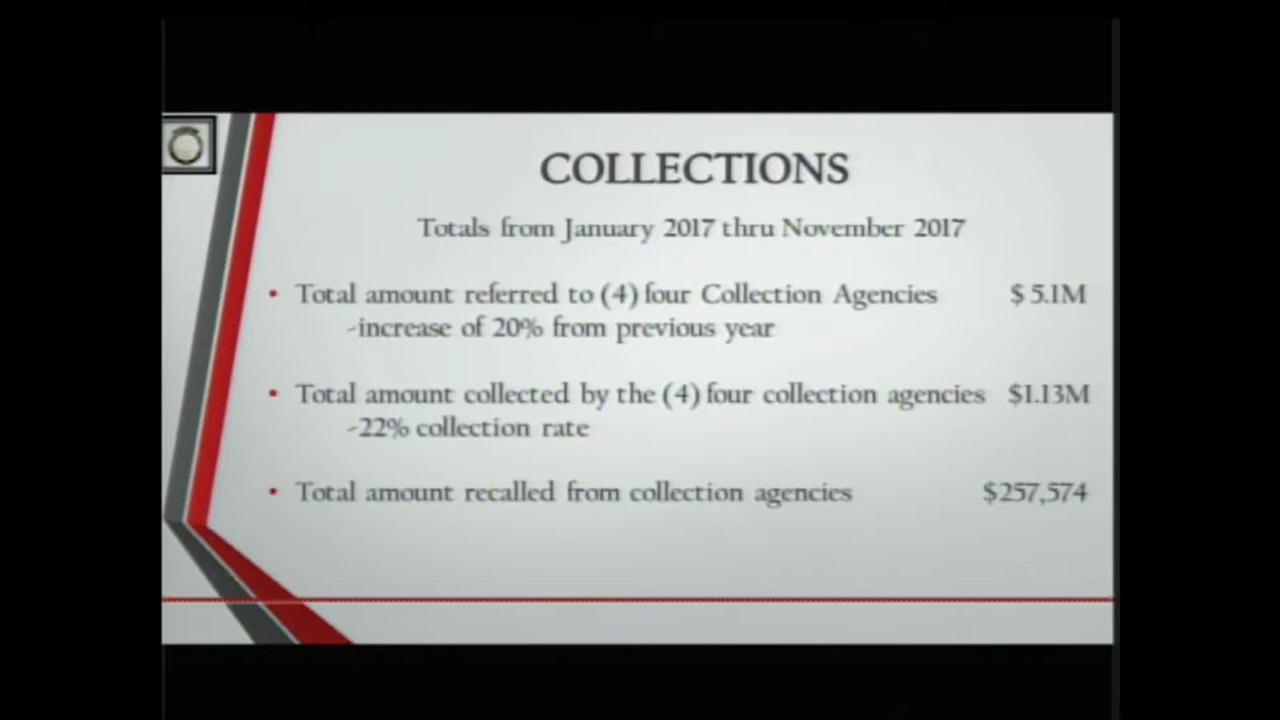 COLLECTIONS
Totals from January 2017 thru November 2017
• Total amount referred to (4) four Collection Agencies $ 5.1M
-increase of 20% from previous year
• Total amount collected by the (4) four collection agencies $1.13M
-22% collection rate
• Total amount recalled from collection agencies $257,574